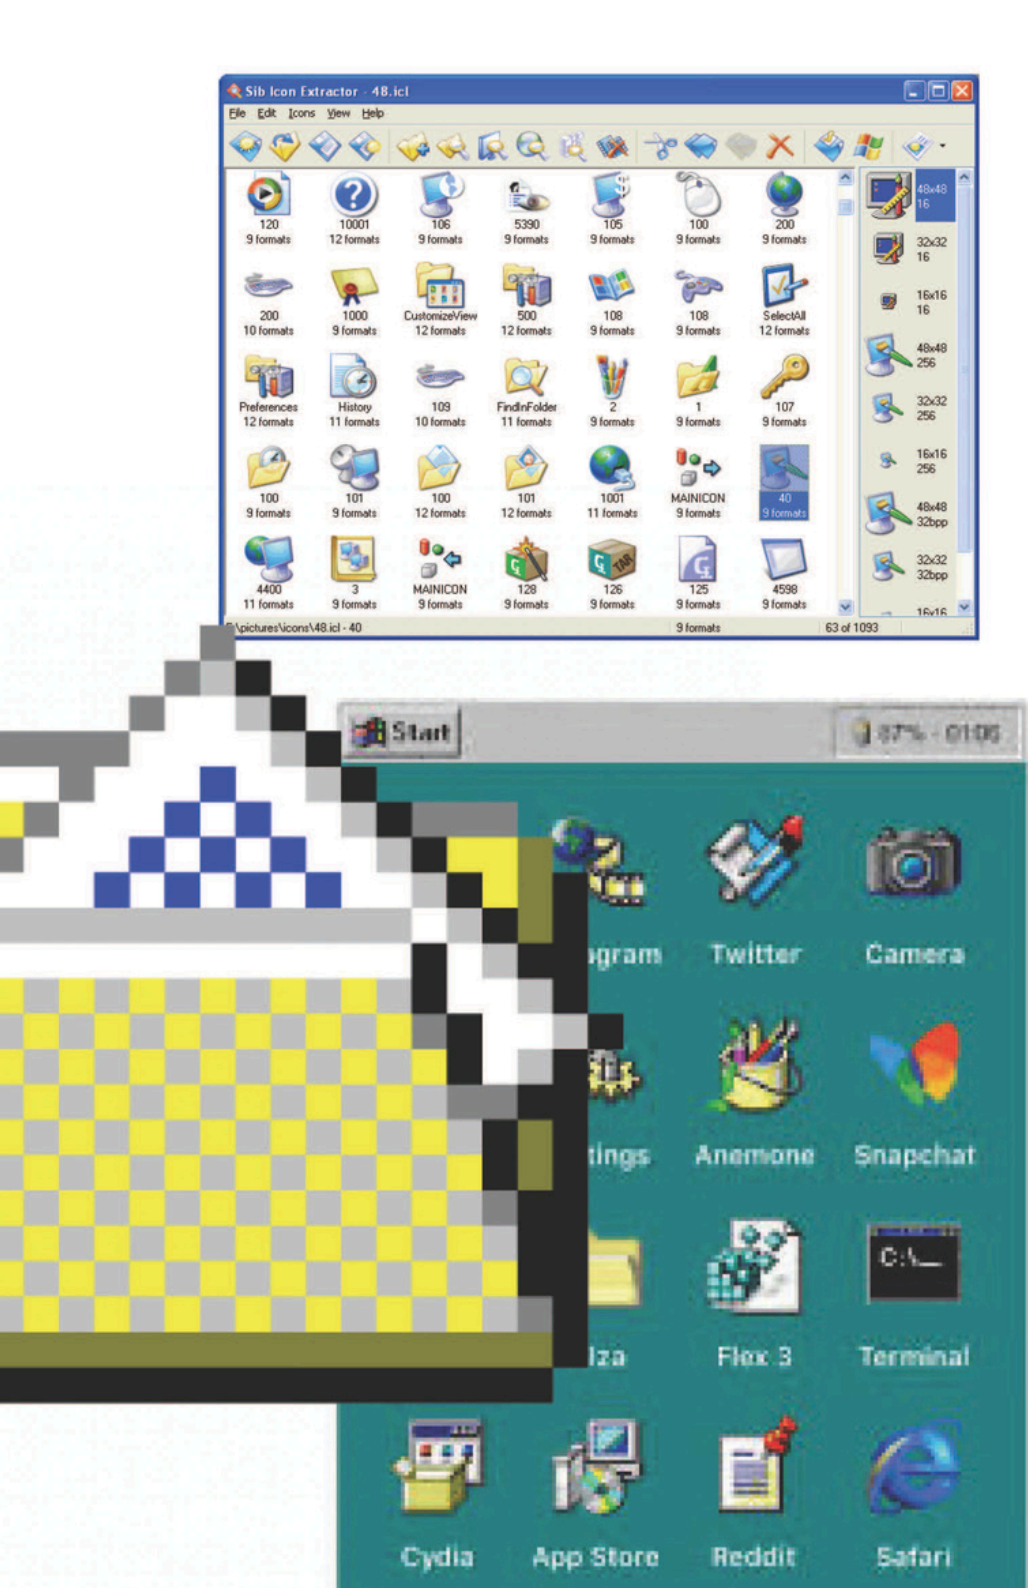 Sib Icon Extractor - 48.icl
File Edit Icons View Help
120 10001 106 5390 105 100 200
9 formats 12 formats 9 formats 9 formats 9 formats 9 formats 9 formats
200 1000 CustomizeView 500 108 108 SelectAll
10 formats 9 formats 12 formats 12 formats 9 formats 9 formats 12 formats
Preferences History 109 FindInFolder 2 1 107
12 formats 11 formats 10 formats 11 formats 9 formats 9 formats 9 formats
100 101 100 101 1001 MAINICON 40
9 formats 9 formats 12 formats 12 formats 11 formats 9 formats 9 formats
TAR
4400 3 MAINICON 128 126 125 4598
11 formats 9 formats 9 formats 9 formats 9 formats 9 formats 9 formats
48x48
16
32x32
16
16x16
16
48x48
256
32x32
256
16x16
256
48x48
32bpp
32x32
32bpp
16x16
\pictures\icons\48.icl - 40 9 formats 63 of 1093
Start 87% - 01:06
gram Twitter Camera
tings Anemone Snapchat
C:\
lza Flex 3 Terminal
Cydia App Store Reddit Safari